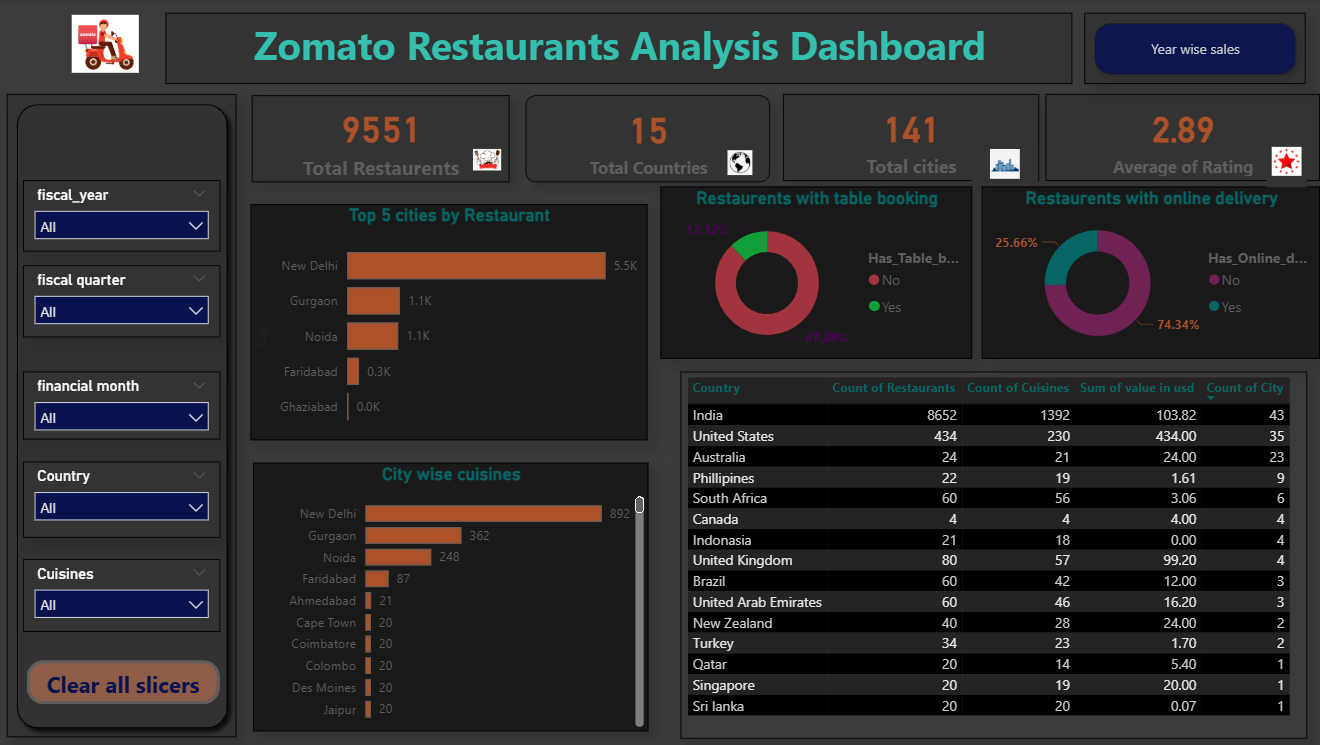 zomato
Zomato Restaurants Analysis Dashboard
Year wise sales
fiscal_year
All
fiscal quarter
All
financial month
All
Country
All
Cuisines
All
Clear all slicers
9551
Total Restaurents
15
Total Countries
141
Total cities
2.89
Average of Rating
Top 5 cities by Restaurant
City
New Delhi 5.5K
Gurgaon 1.1K
Noida 1.1K
Faridabad 0.3K
Ghaziabad 0.0K
Restaurents with table booking
12.12%
87.88%
Has_Table_b...
No
Yes
Restaurents with online delivery
25.66%
74.34%
Has_Online_d...
No
Yes
City wise cuisines
New Delhi 892
Gurgaon 362
Noida 248
Faridabad 87
Ahmedabad 21
Cape Town 20
Coimbatore 20
Colombo 20
Des Moines 20
Jaipur 20
Country Count of Restaurants Count of Cuisines Sum of value in usd Count of City
India 8652 1392 103.82 43
United States 434 230 434.00 35
Australia 24 21 24.00 23
Phillipines 22 19 1.61 9
South Africa 60 56 3.06 6
Canada 4 4 4.00 4
Indonasia 21 18 0.00 4
United Kingdom 80 57 99.20 4
Brazil 60 42 12.00 3
United Arab Emirates 60 46 16.20 3
New Zealand 40 28 24.00 2
Turkey 34 23 1.70 2
Qatar 20 14 5.40 1
Singapore 20 19 20.00 1
Sri lanka 20 20 0.07 1